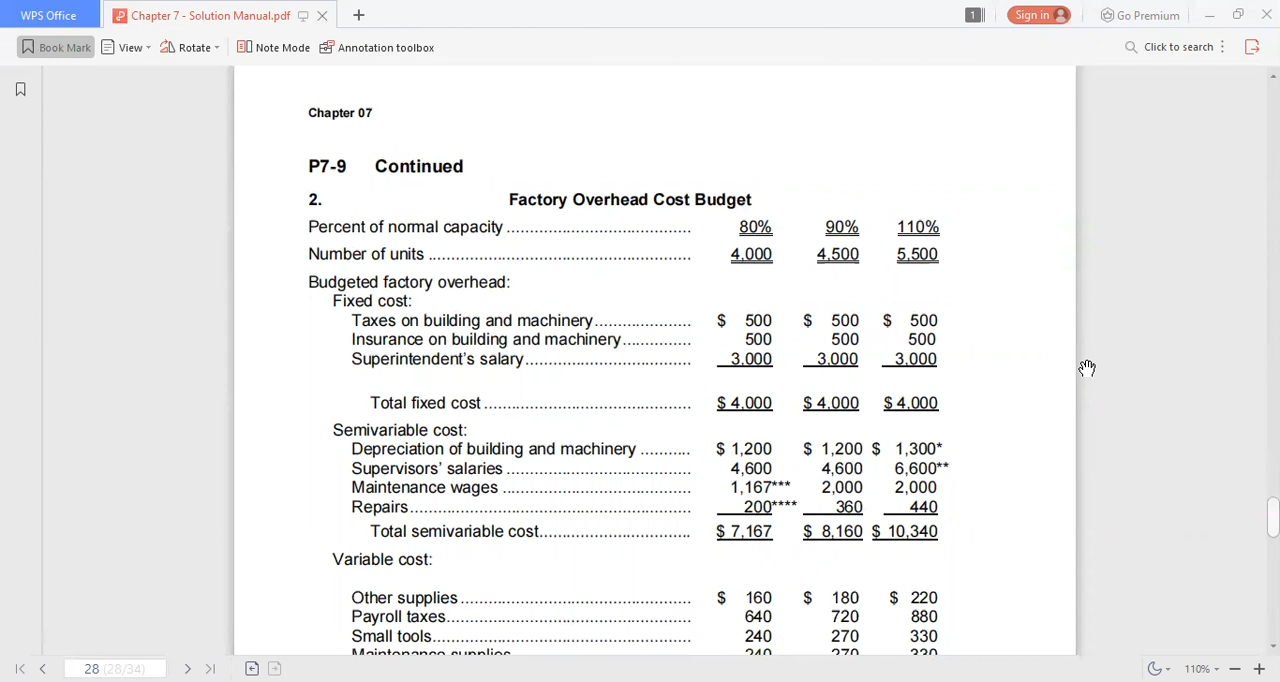 WPS Office
Chapter 7 - Solution Manual.pdf
1
Sign in
Go Premium
Book Mark
View
Rotate
Note Mode
Annotation toolbox
Click to search
Chapter 07
P7-9 Continued
2. Factory Overhead Cost Budget
Percent of normal capacity ........................................ 80% 90% 110%
Number of units ......................................................... 4,000 4,500 5,500
Budgeted factory overhead:
Fixed cost:
Taxes on building and machinery..................... $ 500 $ 500 $ 500
Insurance on building and machinery............... 500 500 500
Superintendent's salary.................................... 3,000 3,000 3,000
Total fixed cost............................................. $ 4,000 $ 4,000 $ 4,000
Semivariable cost:
Depreciation of building and machinery ........... $ 1,200 $ 1,200 $ 1,300*
Supervisors' salaries ........................................ 4,600 4,600 6,600**
Maintenance wages ......................................... 1,167*** 2,000 2,000
Repairs............................................................. 200**** 360 440
Total semivariable cost................................. $ 7,167 $ 8,160 $ 10,340
Variable cost:
Other supplies.................................................. $ 160 $ 180 $ 220
Payroll taxes..................................................... 640 720 880
Small tools........................................................ 240 270 330
Maintenance supplies....................................... 240 270 330
28 (28/34)
110%